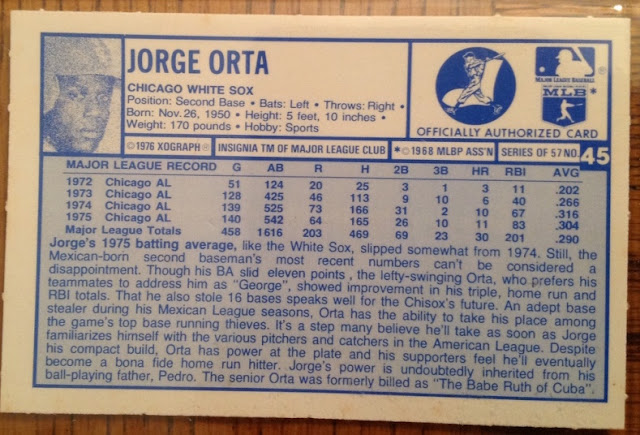 JORGE ORTA
CHICAGO WHITE SOX
Position: Second Base • Bats: Left • Throws: Right •
Born: Nov. 26, 1950 • Height: 5 feet, 10 inches •
Weight: 170 pounds • Hobby: Sports
OFFICIALLY AUTHORIZED CARD
MAJOR LEAGUE BASEBALL
MLB *
©1976 XOGRAPH® INSIGNIA TM OF MAJOR LEAGUE CLUB *©1968 MLBP ASS'N SERIES OF 57 NO. 45
MAJOR LEAGUE RECORD G AB R H 2B 3B HR RBI AVG
1972 Chicago AL 51 124 20 25 3 1 3 11 .202
1973 Chicago AL 128 425 46 113 9 10 6 40 .266
1974 Chicago AL 139 525 73 166 31 2 10 67 .316
1975 Chicago AL 140 542 64 165 26 10 11 83 .304
Major League Totals 458 1616 203 469 69 23 30 201 .290
Jorge's 1975 batting average, like the White Sox, slipped somewhat from 1974. Still, the
Mexican-born second baseman's most recent numbers can't be considered a
disappointment. Though his BA slid eleven points , the lefty-swinging Orta, who prefers his
teammates to address him as "George", showed improvement in his triple, home run and
RBI totals. That he also stole 16 bases speaks well for the Chisox's future. An adept base
stealer during his Mexican League seasons, Orta has the ability to take his place among
the game's top base running thieves. It's a step many believe he'll take as soon as Jorge
familiarizes himself with the various pitchers and catchers in the American League. Despite
his compact build, Orta has power at the plate and his supporters feel he'll eventually
become a bona fide home run hitter. Jorge's power is undoubtedly inherited from his
ball-playing father, Pedro. The senior Orta was formerly billed as "The Babe Ruth of Cuba".